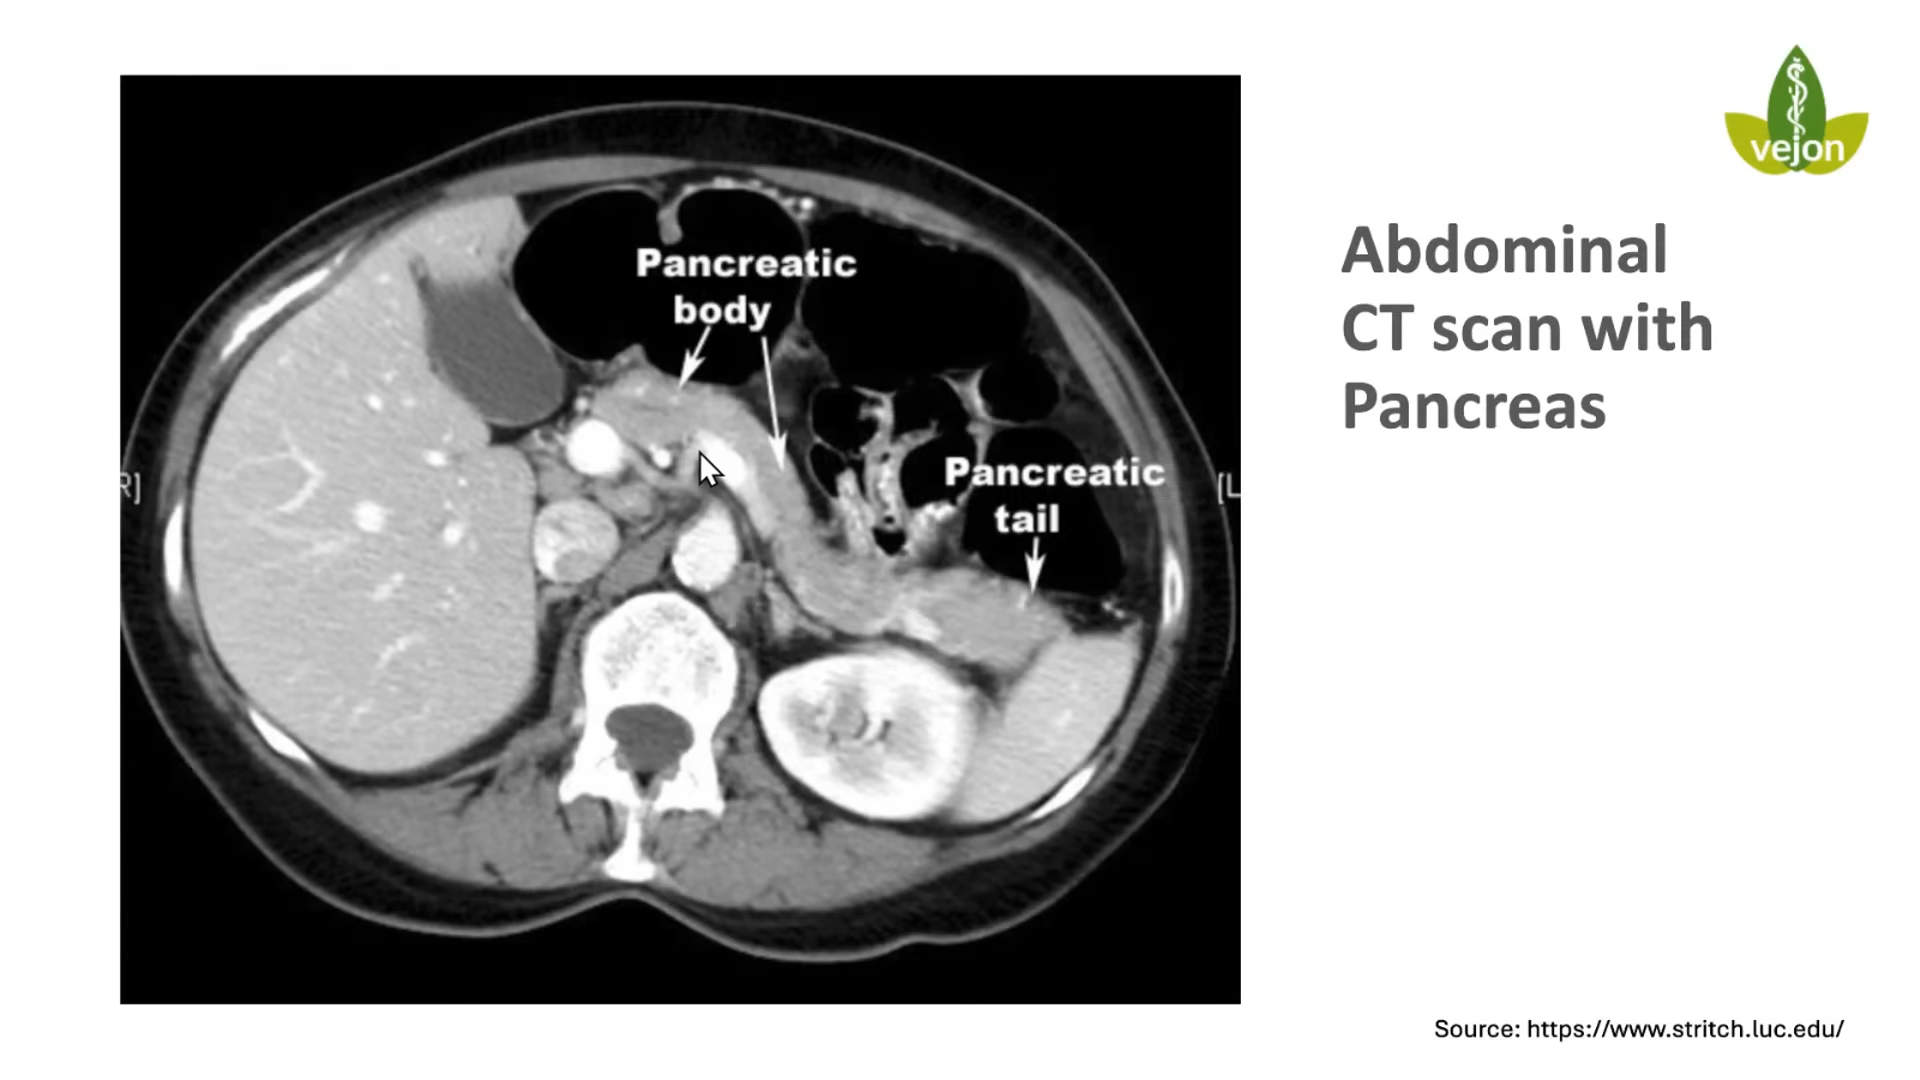 vejon
Pancreatic
body
Pancreatic
tail
R]
[L
Abdominal
CT scan with
Pancreas
Source: https://www.stritch.luc.edu/